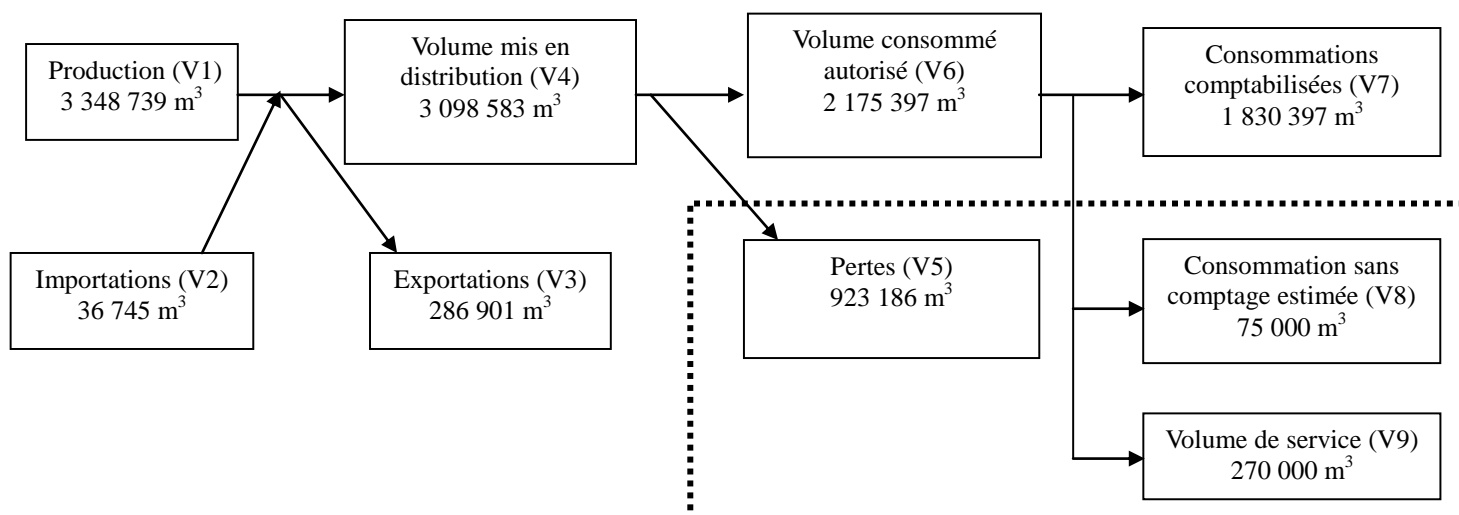 Production (V1)
3 348 739 m³
Volume mis en
distribution (V4)
3 098 583 m³
Volume consommé
autorisé (V6)
2 175 397 m³
Consommations
comptabilisées (V7)
1 830 397 m³
Importations (V2)
36 745 m³
Exportations (V3)
286 901 m³
Pertes (V5)
923 186 m³
Consommation sans
comptage estimée (V8)
75 000 m³
Volume de service (V9)
270 000 m³